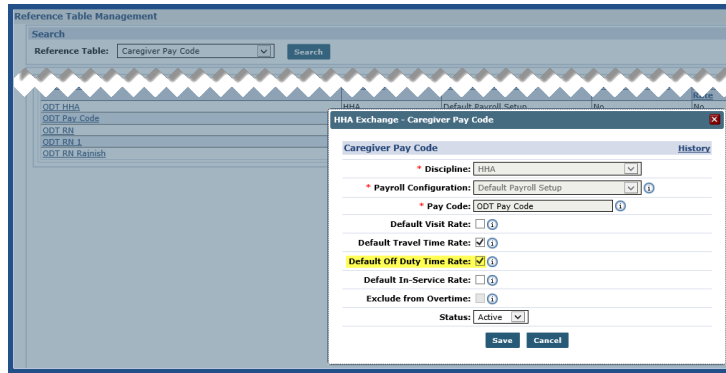 Reference Table Management
Search
Reference Table: Caregiver Pay Code Search
Rate
ODT HHA HHA Default Payroll Setup No No
ODT Pay Code
ODT RN
ODT RN 1
ODT RN Rajnish
HHA Exchange - Caregiver Pay Code
Caregiver Pay Code History
* Discipline: HHA
* Payroll Configuration: Default Payroll Setup
* Pay Code: ODT Pay Code
Default Visit Rate:
Default Travel Time Rate:
Default Off Duty Time Rate:
Default In-Service Rate:
Exclude from Overtime:
Status: Active
Save Cancel